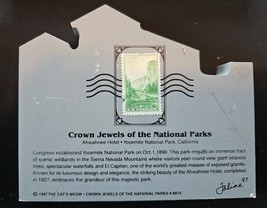 Crown Jewels of the National Parks
Ahwahnee Hotel • Yosemite National Park, California
Congress established Yosemite National Park on Oct.1,1890. This park engulfs an immense tract
of scenic wildlands in the Sierra Nevada Mountains where visitors year-round view giant sequoia
trees, spectacular waterfalls and El Capitan, one of the world's greatest masses of exposed granite.
Known for its luxurious design and elegance, the striking beauty of the Ahwahnee Hotel, completed
in 1927, embraces the grandeur of this majestic park.
Faline '97
© 1997 THE CAT'S MEOW • CROWN JEWELS OF THE NATIONAL PARKS